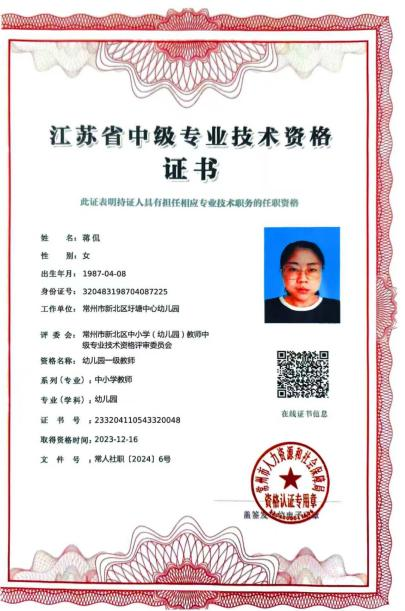 江苏省中级专业技术资格
证书
此证表明持证人具有担任相应专业技术职务的任职资格
姓 名：蒋侃
性 别：女
出生年月：1987-04-08
身份证号：320483198704087225
工作单位：常州市新北区圩塘中心幼儿园
评 委 会：常州市新北区中小学（幼儿园）教师中
级专业技术资格评审委员会
资格名称：幼儿园一级教师
系列（专业）：中小学教师
专业（学科）：幼儿园
证 书 号：233204110543320048
取得资格时间：2023-12-16
文 件 号：常人社职〔2024〕6号
在线证书信息
常州市人力资源和社会保障局
资格认证专用章